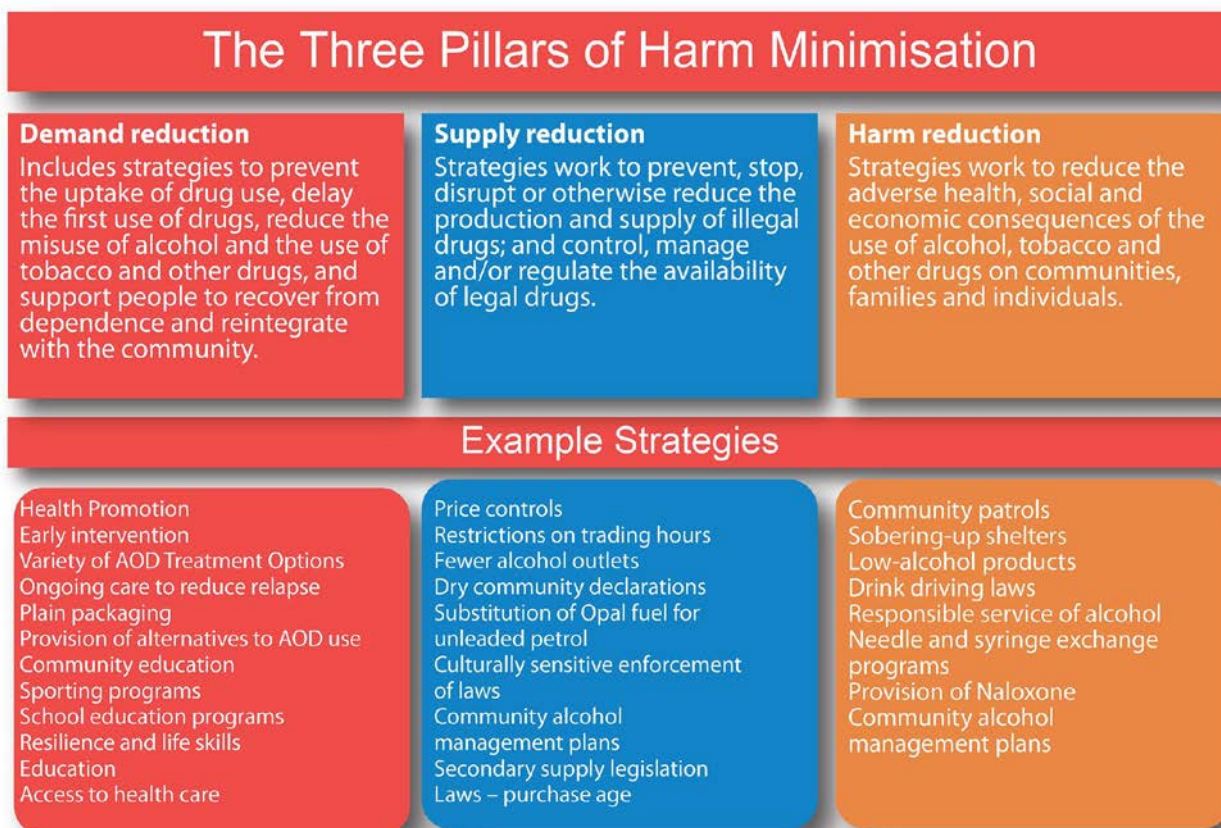 The Three Pillars of Harm Minimisation
Demand reduction
Includes strategies to prevent
the uptake of drug use, delay
the first use of drugs, reduce the
misuse of alcohol and the use of
tobacco and other drugs, and
support people to recover from
dependence and reintegrate
with the community.
Supply reduction
Strategies work to prevent, stop,
disrupt or otherwise reduce the
production and supply of illegal
drugs; and control, manage
and/or regulate the availability
of legal drugs.
Harm reduction
Strategies work to reduce the
adverse health, social and
economic consequences of the
use of alcohol, tobacco and
other drugs on communities,
families and individuals.
Example Strategies
Health Promotion
Early intervention
Variety of AOD Treatment Options
Ongoing care to reduce relapse
Plain packaging
Provision of alternatives to AOD use
Community education
Sporting programs
School education programs
Resilience and life skills
Education
Access to health care
Price controls
Restrictions on trading hours
Fewer alcohol outlets
Dry community declarations
Substitution of Opal fuel for
unleaded petrol
Culturally sensitive enforcement
of laws
Community alcohol
management plans
Secondary supply legislation
Laws – purchase age
Community patrols
Sobering-up shelters
Low-alcohol products
Drink driving laws
Responsible service of alcohol
Needle and syringe exchange
programs
Provision of Naloxone
Community alcohol
management plans